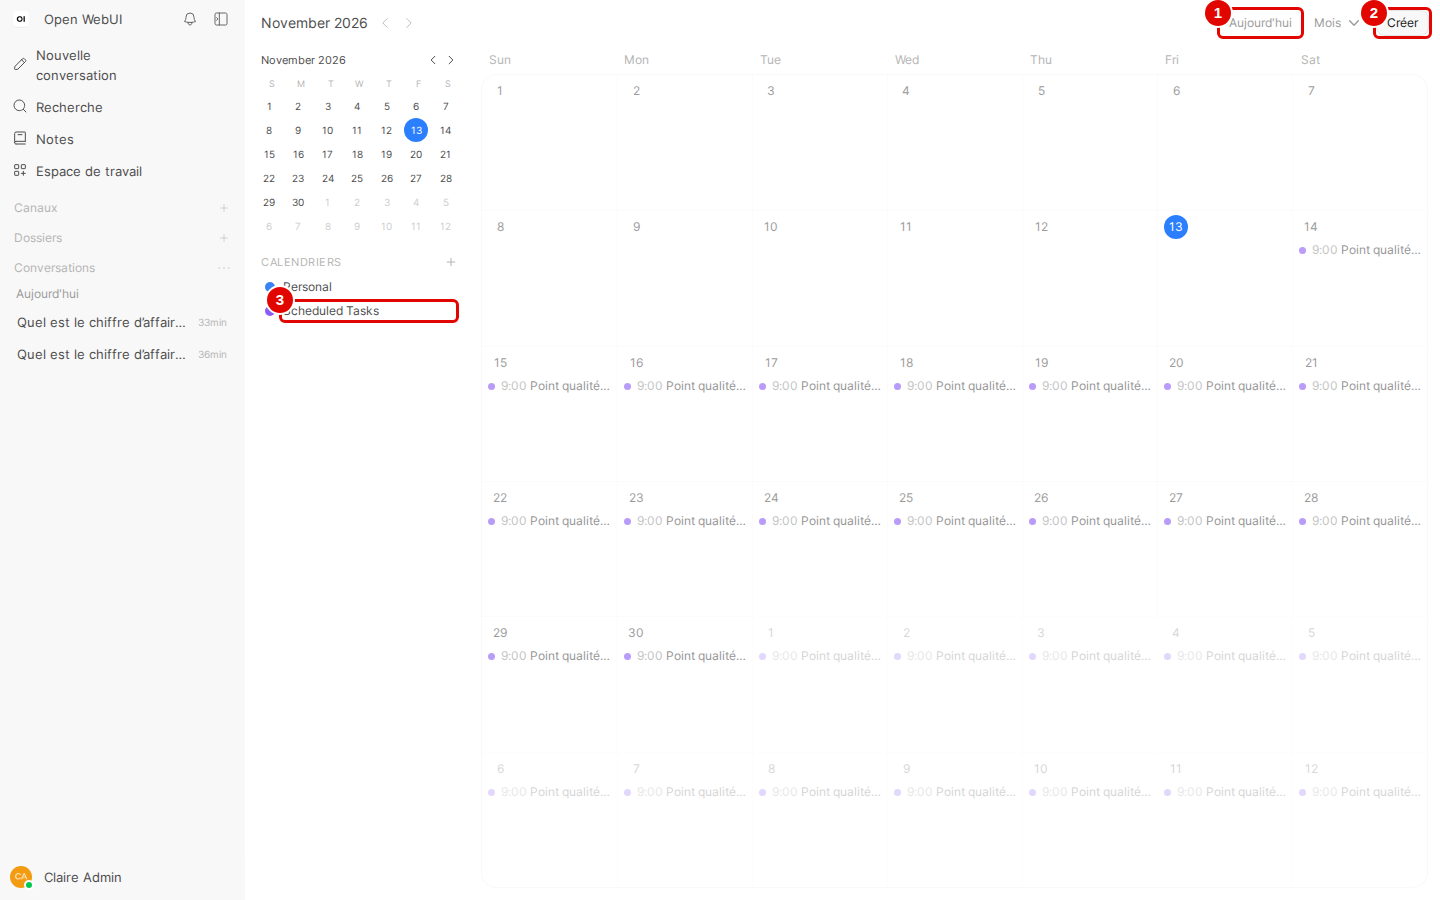 OI Open WebUI
Nouvelle
conversation
Recherche
Notes
Espace de travail
Canaux
Dossiers
Conversations
Aujourd'hui
Quel est le chiffre d'affair... 33min
Quel est le chiffre d'affair... 36min
CA Claire Admin
November 2026
1 Aujourd'hui Mois 2 Créer
November 2026
S M T W T F S
1 2 3 4 5 6 7
8 9 10 11 12 13 14
15 16 17 18 19 20 21
22 23 24 25 26 27 28
29 30 1 2 3 4 5
6 7 8 9 10 11 12
CALENDRIERS
Personal
3 Scheduled Tasks
Sun Mon Tue Wed Thu Fri Sat
1 2 3 4 5 6 7
8 9 10 11 12 13 14
9:00 Point qualité...
15 16 17 18 19 20 21
9:00 Point qualité... 9:00 Point qualité... 9:00 Point qualité... 9:00 Point qualité... 9:00 Point qualité... 9:00 Point qualité... 9:00 Point qualité...
22 23 24 25 26 27 28
9:00 Point qualité... 9:00 Point qualité... 9:00 Point qualité... 9:00 Point qualité... 9:00 Point qualité... 9:00 Point qualité... 9:00 Point qualité...
29 30 1 2 3 4 5
9:00 Point qualité... 9:00 Point qualité... 9:00 Point qualité... 9:00 Point qualité... 9:00 Point qualité... 9:00 Point qualité... 9:00 Point qualité...
6 7 8 9 10 11 12
9:00 Point qualité... 9:00 Point qualité... 9:00 Point qualité... 9:00 Point qualité... 9:00 Point qualité... 9:00 Point qualité... 9:00 Point qualité...